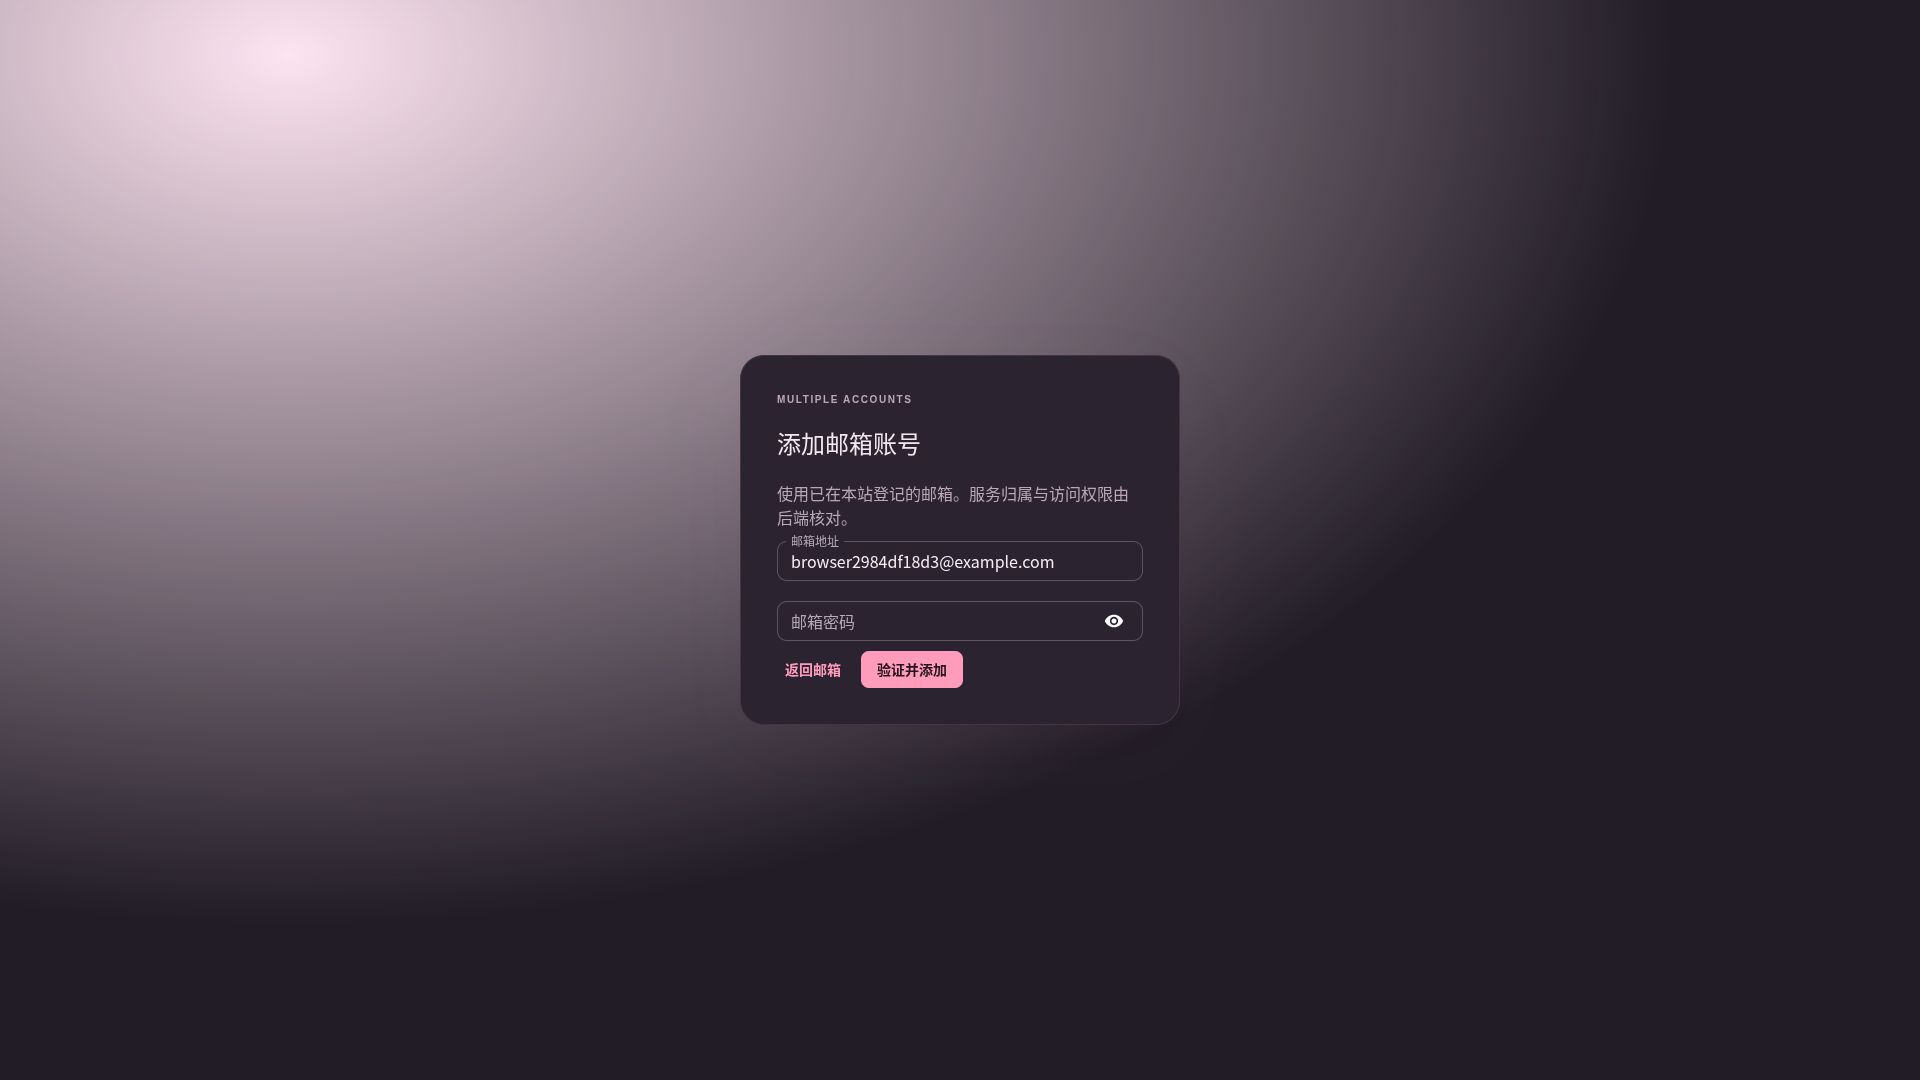 MULTIPLE ACCOUNTS
添加邮箱账号
使用已在本站登记的邮箱。服务归属与访问权限由
后端核对。
邮箱地址
browser2984df18d3@example.com
邮箱密码
返回邮箱 验证并添加